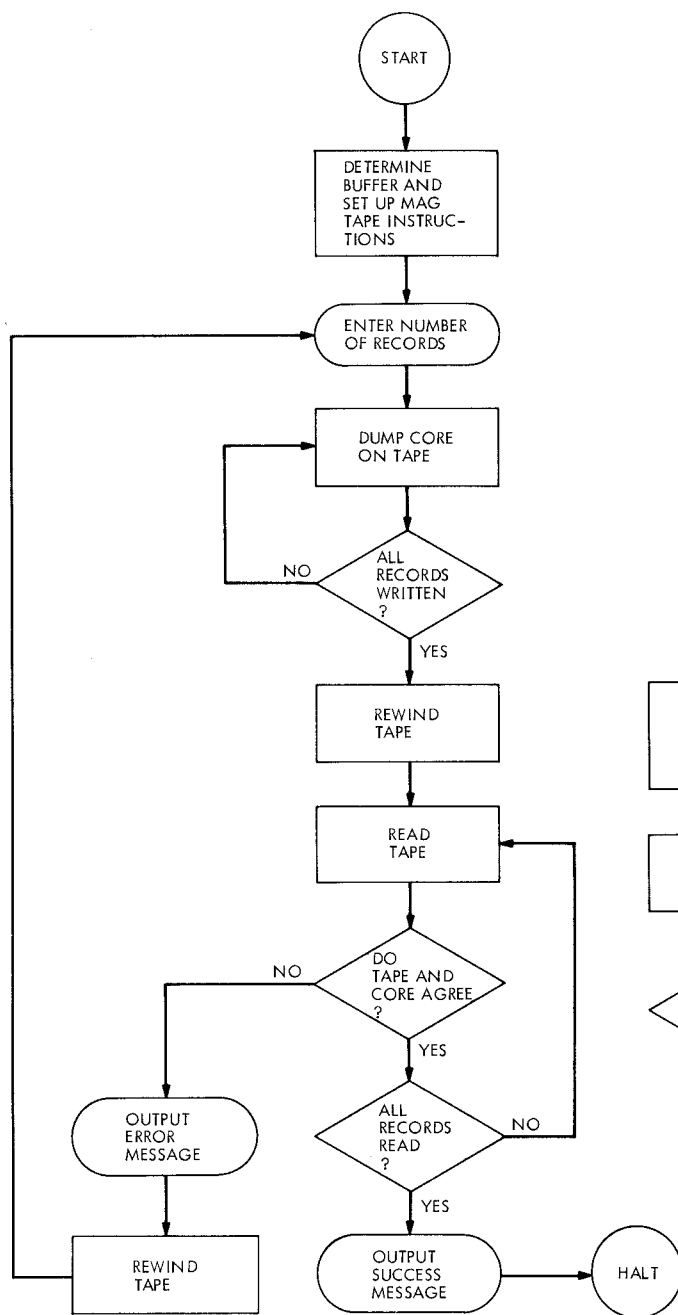 START
DETERMINE
BUFFER AND
SET UP MAG
TAPE INSTRUC-
TIONS
ENTER NUMBER
OF RECORDS
DUMP CORE
ON TAPE
ALL
RECORDS
WRITTEN
?
NO
YES
REWIND
TAPE
READ
TAPE
DO
TAPE AND
CORE AGREE
?
NO
YES
OUTPUT
ERROR
MESSAGE
ALL
RECORDS
READ
?
NO
YES
REWIND
TAPE
OUTPUT
SUCCESS
MESSAGE
HALT